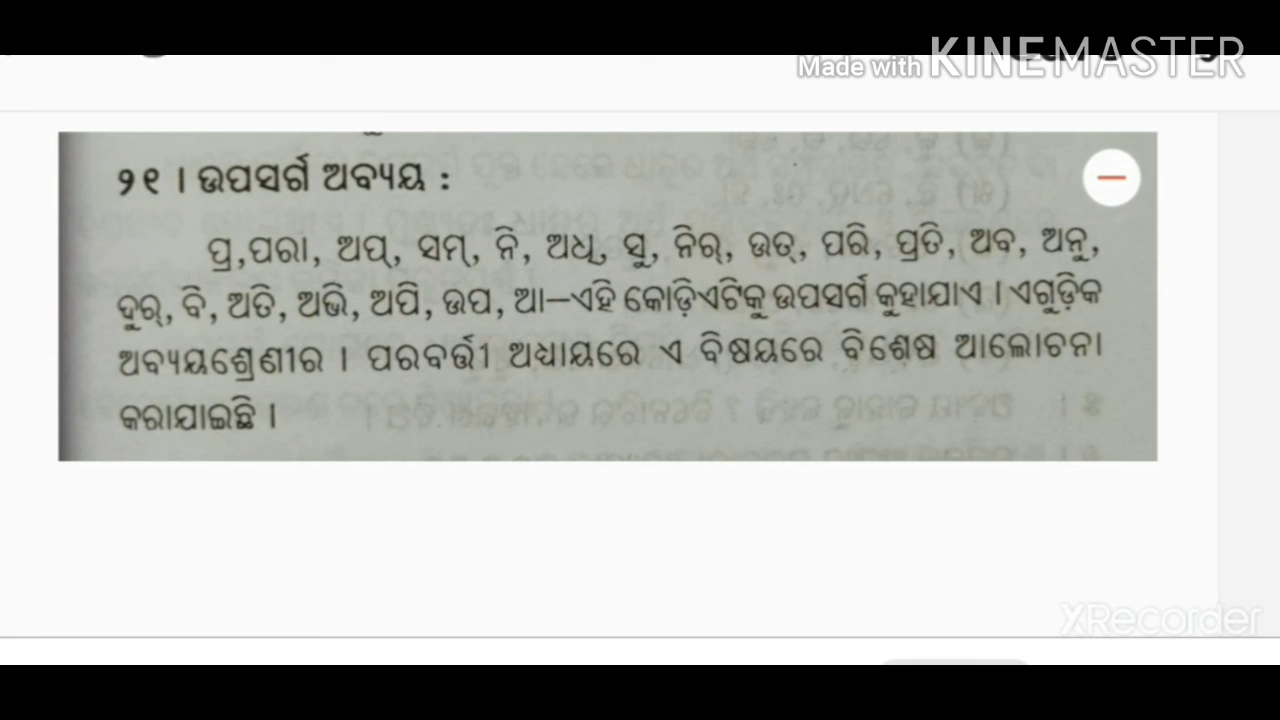 Made with KINEMASTER
୨୧ । ଉପସର୍ଗ ଅବ୍ୟୟ :
ପ୍ର,ପରା, ଅପ୍, ସମ୍, ନି, ଅଧି, ସୁ, ନିର୍, ଉତ୍, ପରି, ପ୍ରତି, ଅବ, ଅନୁ,
ଦୁର୍, ବି, ଅତି, ଅଭି, ଅପି, ଉପ, ଆ–ଏହି କୋଡ଼ିଏଟିକୁ ଉପସର୍ଗ କୁହାଯାଏ । ଏଗୁଡ଼ିକ
ଅବ୍ୟୟଶ୍ରେଣୀର । ପରବର୍ତ୍ତୀ ଅଧ୍ୟାୟରେ ଏ ବିଷୟରେ ବିଶେଷ ଆଲୋଚନା
କରାଯାଇଛି ।
XRecorder